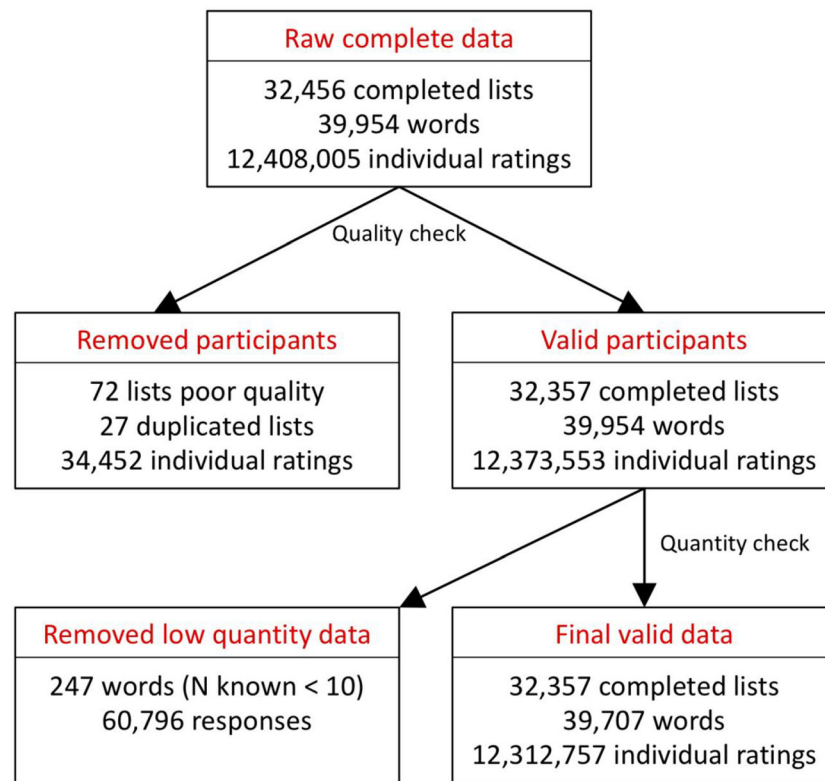 Raw complete data
32,456 completed lists
39,954 words
12,408,005 individual ratings
Quality check
Removed participants
72 lists poor quality
27 duplicated lists
34,452 individual ratings
Valid participants
32,357 completed lists
39,954 words
12,373,553 individual ratings
Quantity check
Removed low quantity data
247 words (N known < 10)
60,796 responses
Final valid data
32,357 completed lists
39,707 words
12,312,757 individual ratings